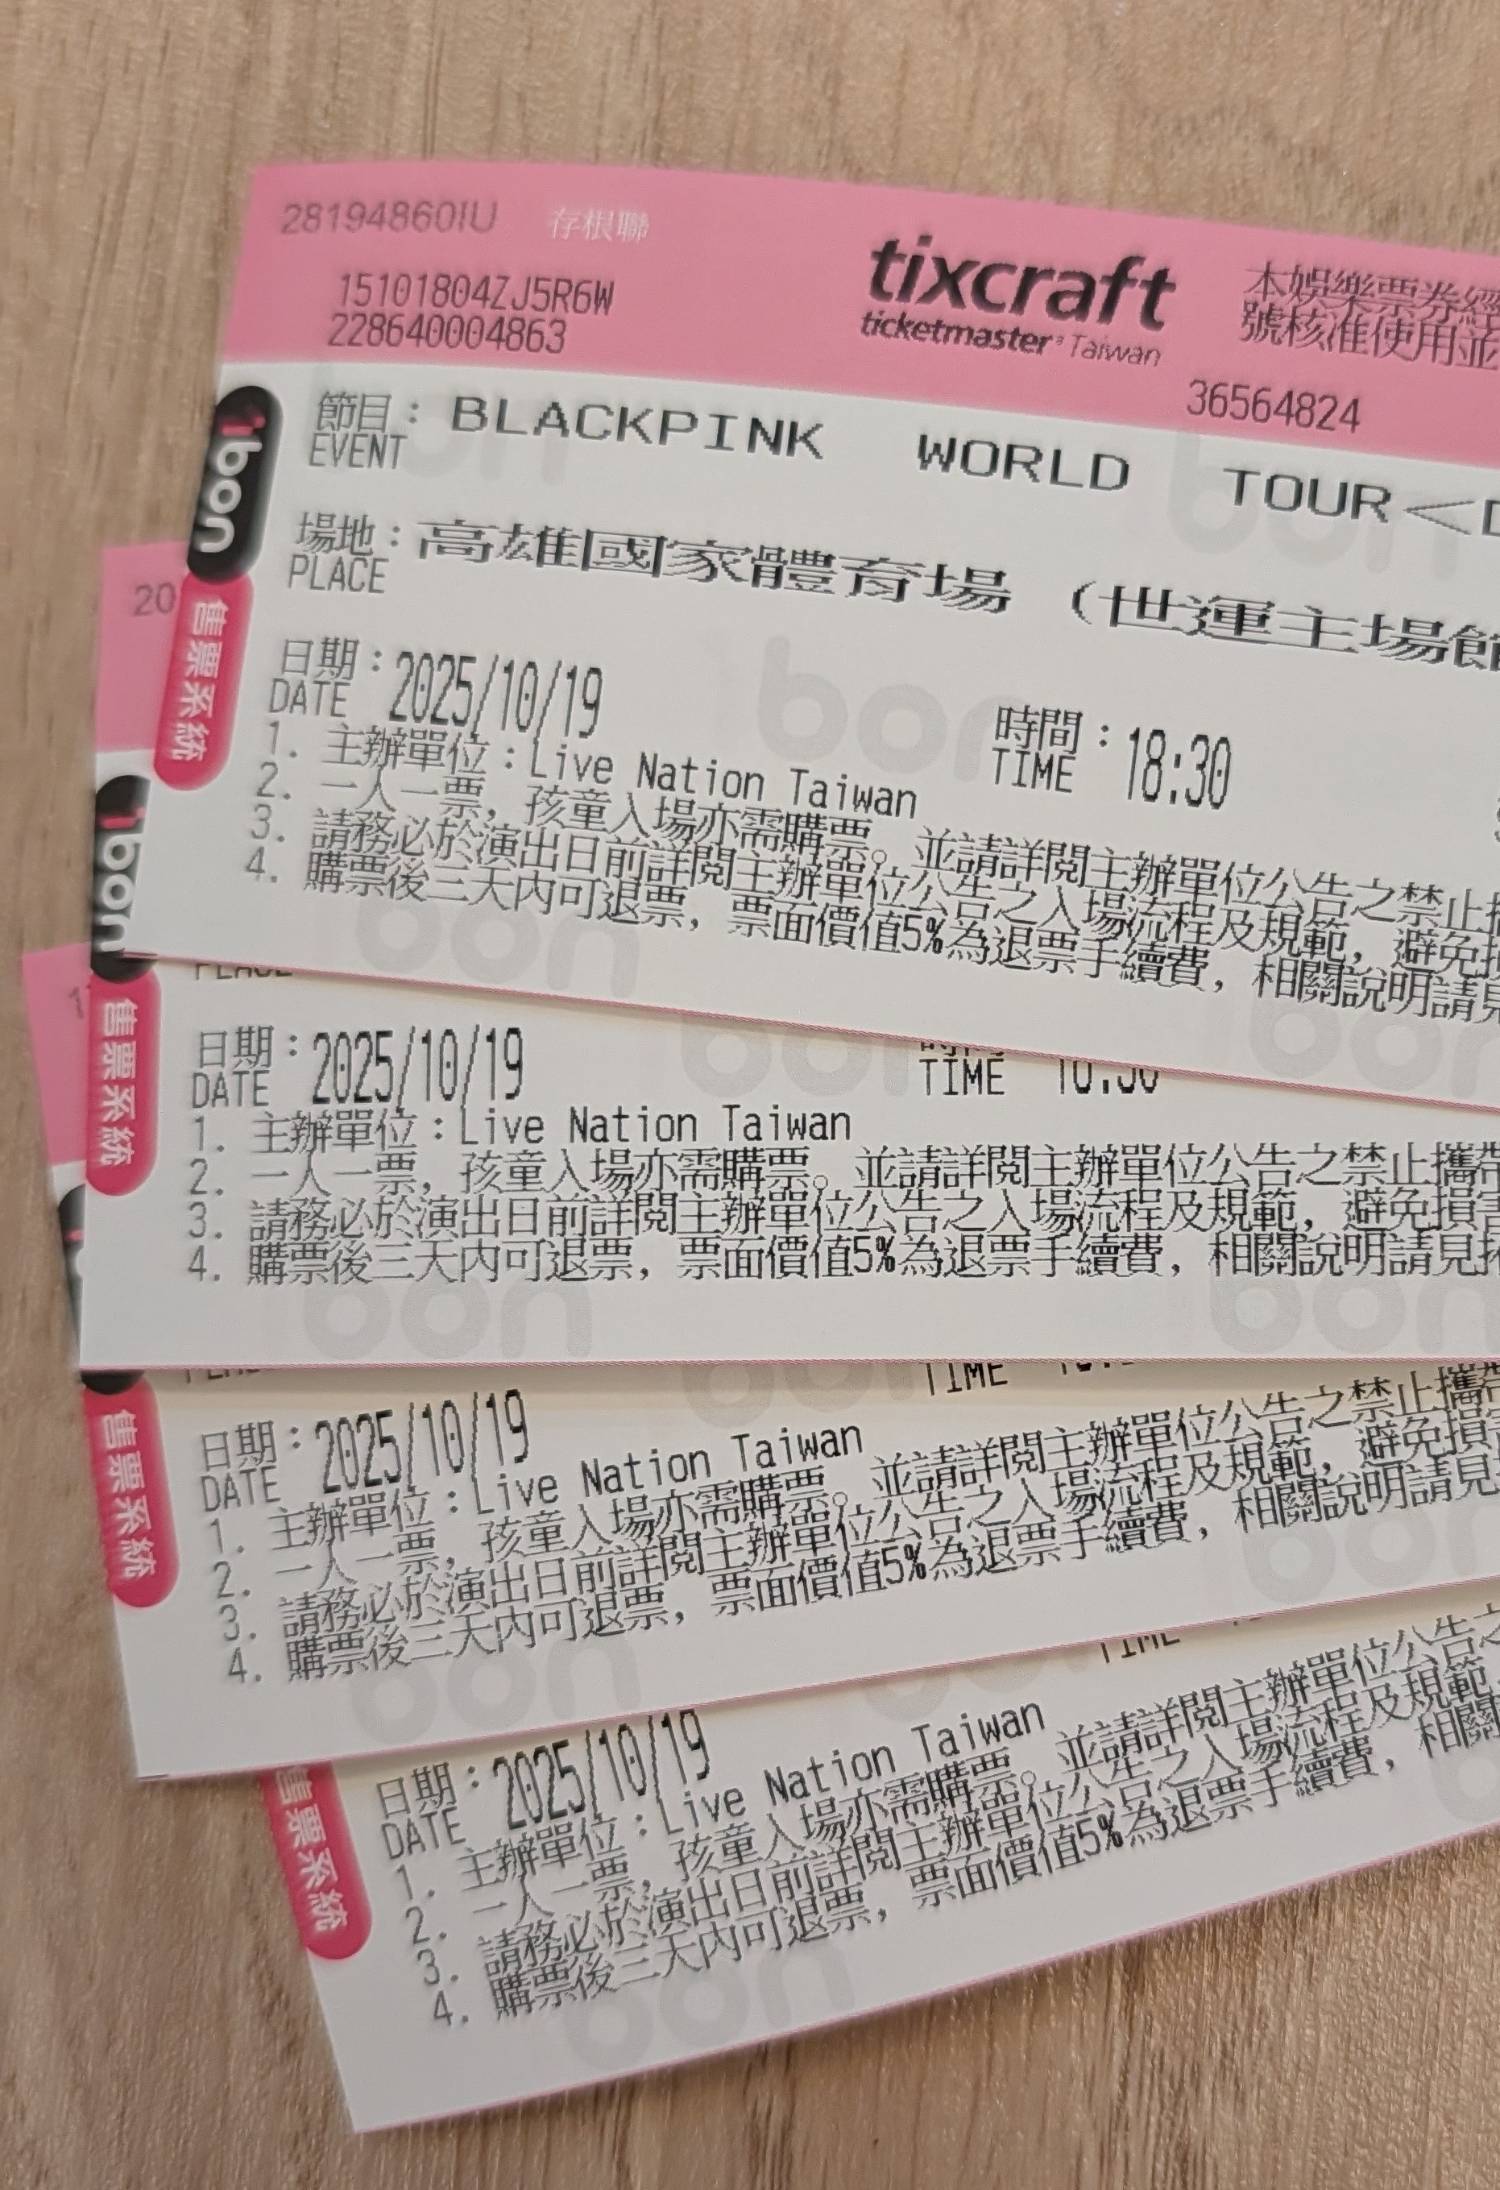 28194860IU 存根聯
15101804ZJ5R6W
228640004863
tixcraft
ticketmaster Taiwan
本娛樂票券經
號核准使用並
36564824
ibon
售票系統
節目：BLACKPINK WORLD TOUR<D
EVENT
場地：高雄國家體育場 (世運主場館
PLACE
日期：2025/10/19 時間：18:30
DATE TIME
1. 主辦單位：Live Nation Taiwan
2. 一人一票，孩童入場亦需購票。並請詳閱主辦單位公告之禁止攜
3. 請務必於演出日前詳閱主辦單位公告之入場流程及規範，避免損
4. 購票後三天內可退票，票面價值5%為退票手續費，相關說明請見
20
ibon
售票系統
PLACE
日期：2025/10/19
DATE TIME
1. 主辦單位：Live Nation Taiwan
2. 一人一票，孩童入場亦需購票。並請詳閱主辦單位公告之禁止攜帶
3. 請務必於演出日前詳閱主辦單位公告之入場流程及規範，避免損害
4. 購票後三天內可退票，票面價值5%為退票手續費，相關說明請見
1
售票系統
日期：2025/10/19 TIME
DATE
1. 主辦單位：Live Nation Taiwan
2. 一人一票，孩童入場亦需購票。並請詳閱主辦單位公告之禁止攜帶
3. 請務必於演出日前詳閱主辦單位公告之入場流程及規範，避免損害
4. 購票後三天內可退票，票面價值5%為退票手續費，相關說明請見
售票系統
日期：2025/10/19 TIME
DATE
1. 主辦單位：Live Nation Taiwan
2. 一人一票，孩童入場亦需購票。並請詳閱主辦單位公告之
3. 請務必於演出日前詳閱主辦單位公告之入場流程及規範
4. 購票後三天內可退票，票面價值5%為退票手續費，相關